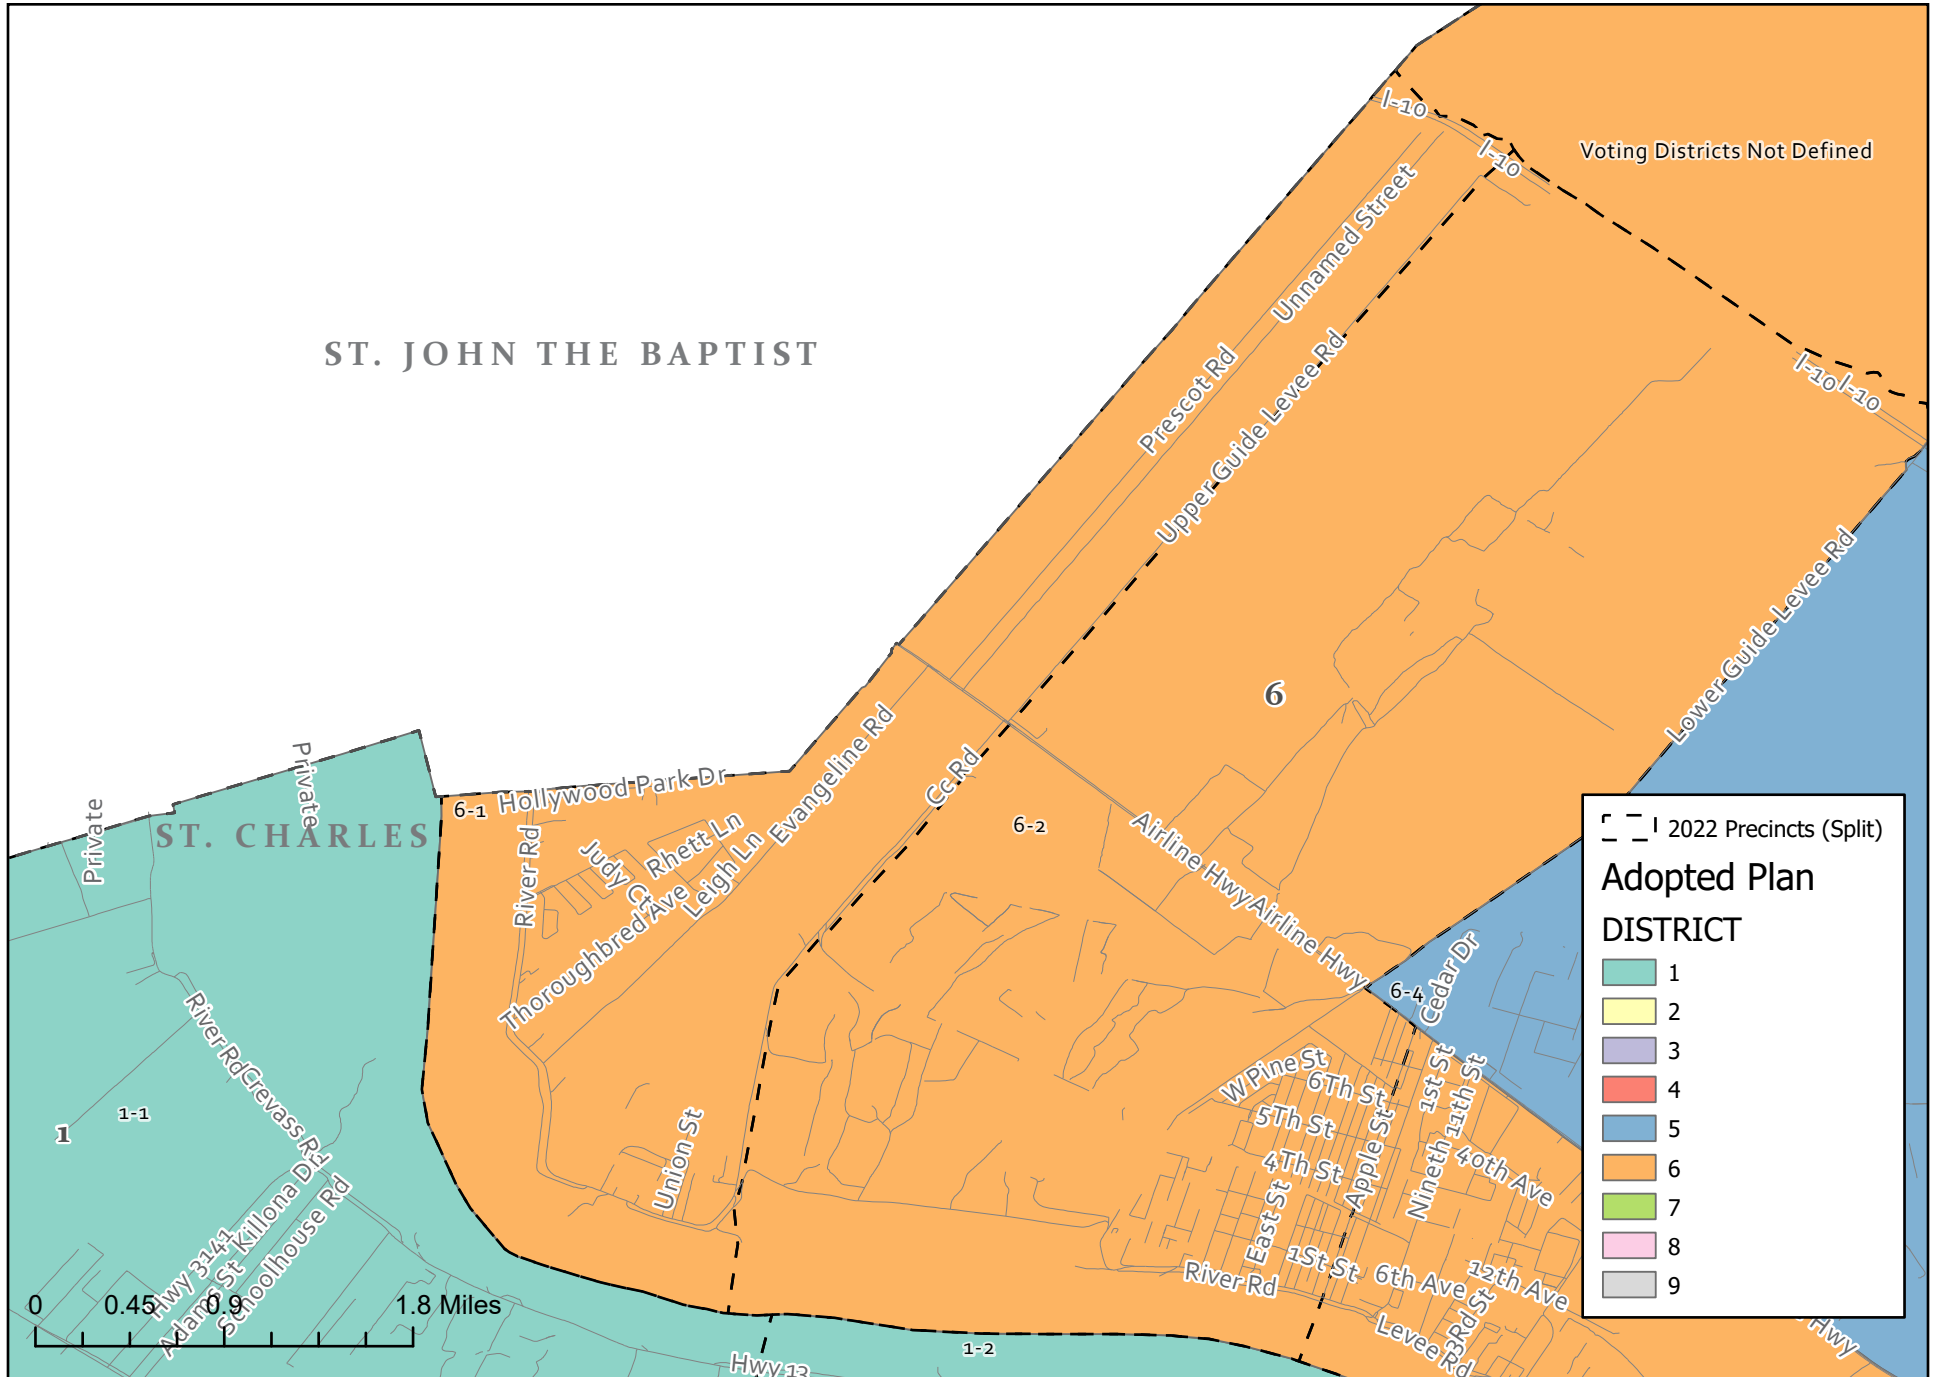 I-10
I-10
Voting Districts Not Defined
Unnamed Street
ST. JOHN THE BAPTIST
Prescot Rd
Upper Guide Levee Rd
I-10
I-10
Lower Guide Levee Rd
6
Private
Private
ST. CHARLES
6-1
Hollywood Park Dr
Evangeline Rd
Cc Rd
6-2
River Rd
Judy Ct
Rhett Ln
Leigh Ln
Thoroughbred Ave
Airline Hwy
Airline Hwy
6-4
Cedar Dr
River Rd
Crevass Rd
1-1
1
W Pine St
6Th St
5Th St
4Th St
1st St
11th St
Nineth
Apple St
40th Ave
Union St
East St
1St St
6th Ave
12th Ave
River Rd
3Rd St
Levee Rd
Hwy
Killona Dr
Schoolhouse Rd
Hwy 3141
Adams St
1-2
Hwy 13
0 0.45 0.9 1.8 Miles
2022 Precincts (Split)
Adopted Plan
DISTRICT
1
2
3
4
5
6
7
8
9